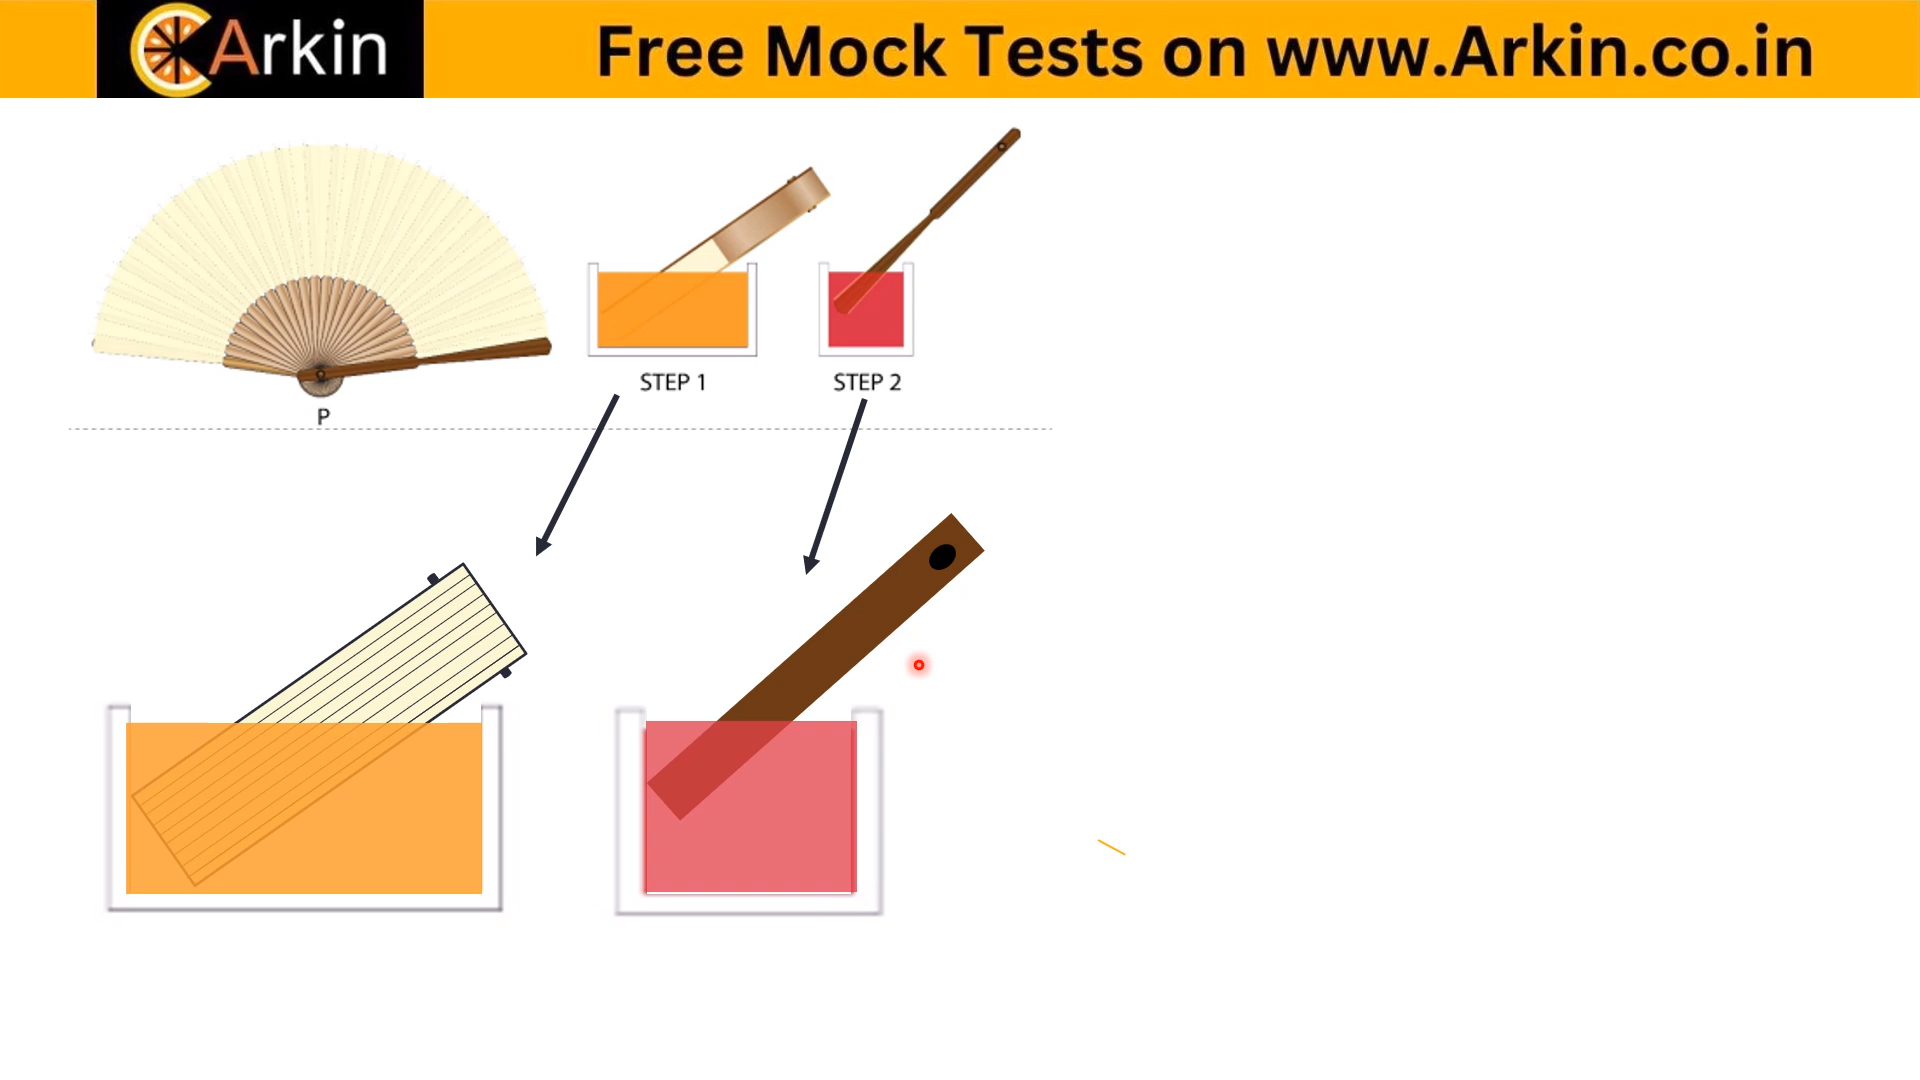 Arkin
Free Mock Tests on www.Arkin.co.in
STEP 1
STEP 2
P